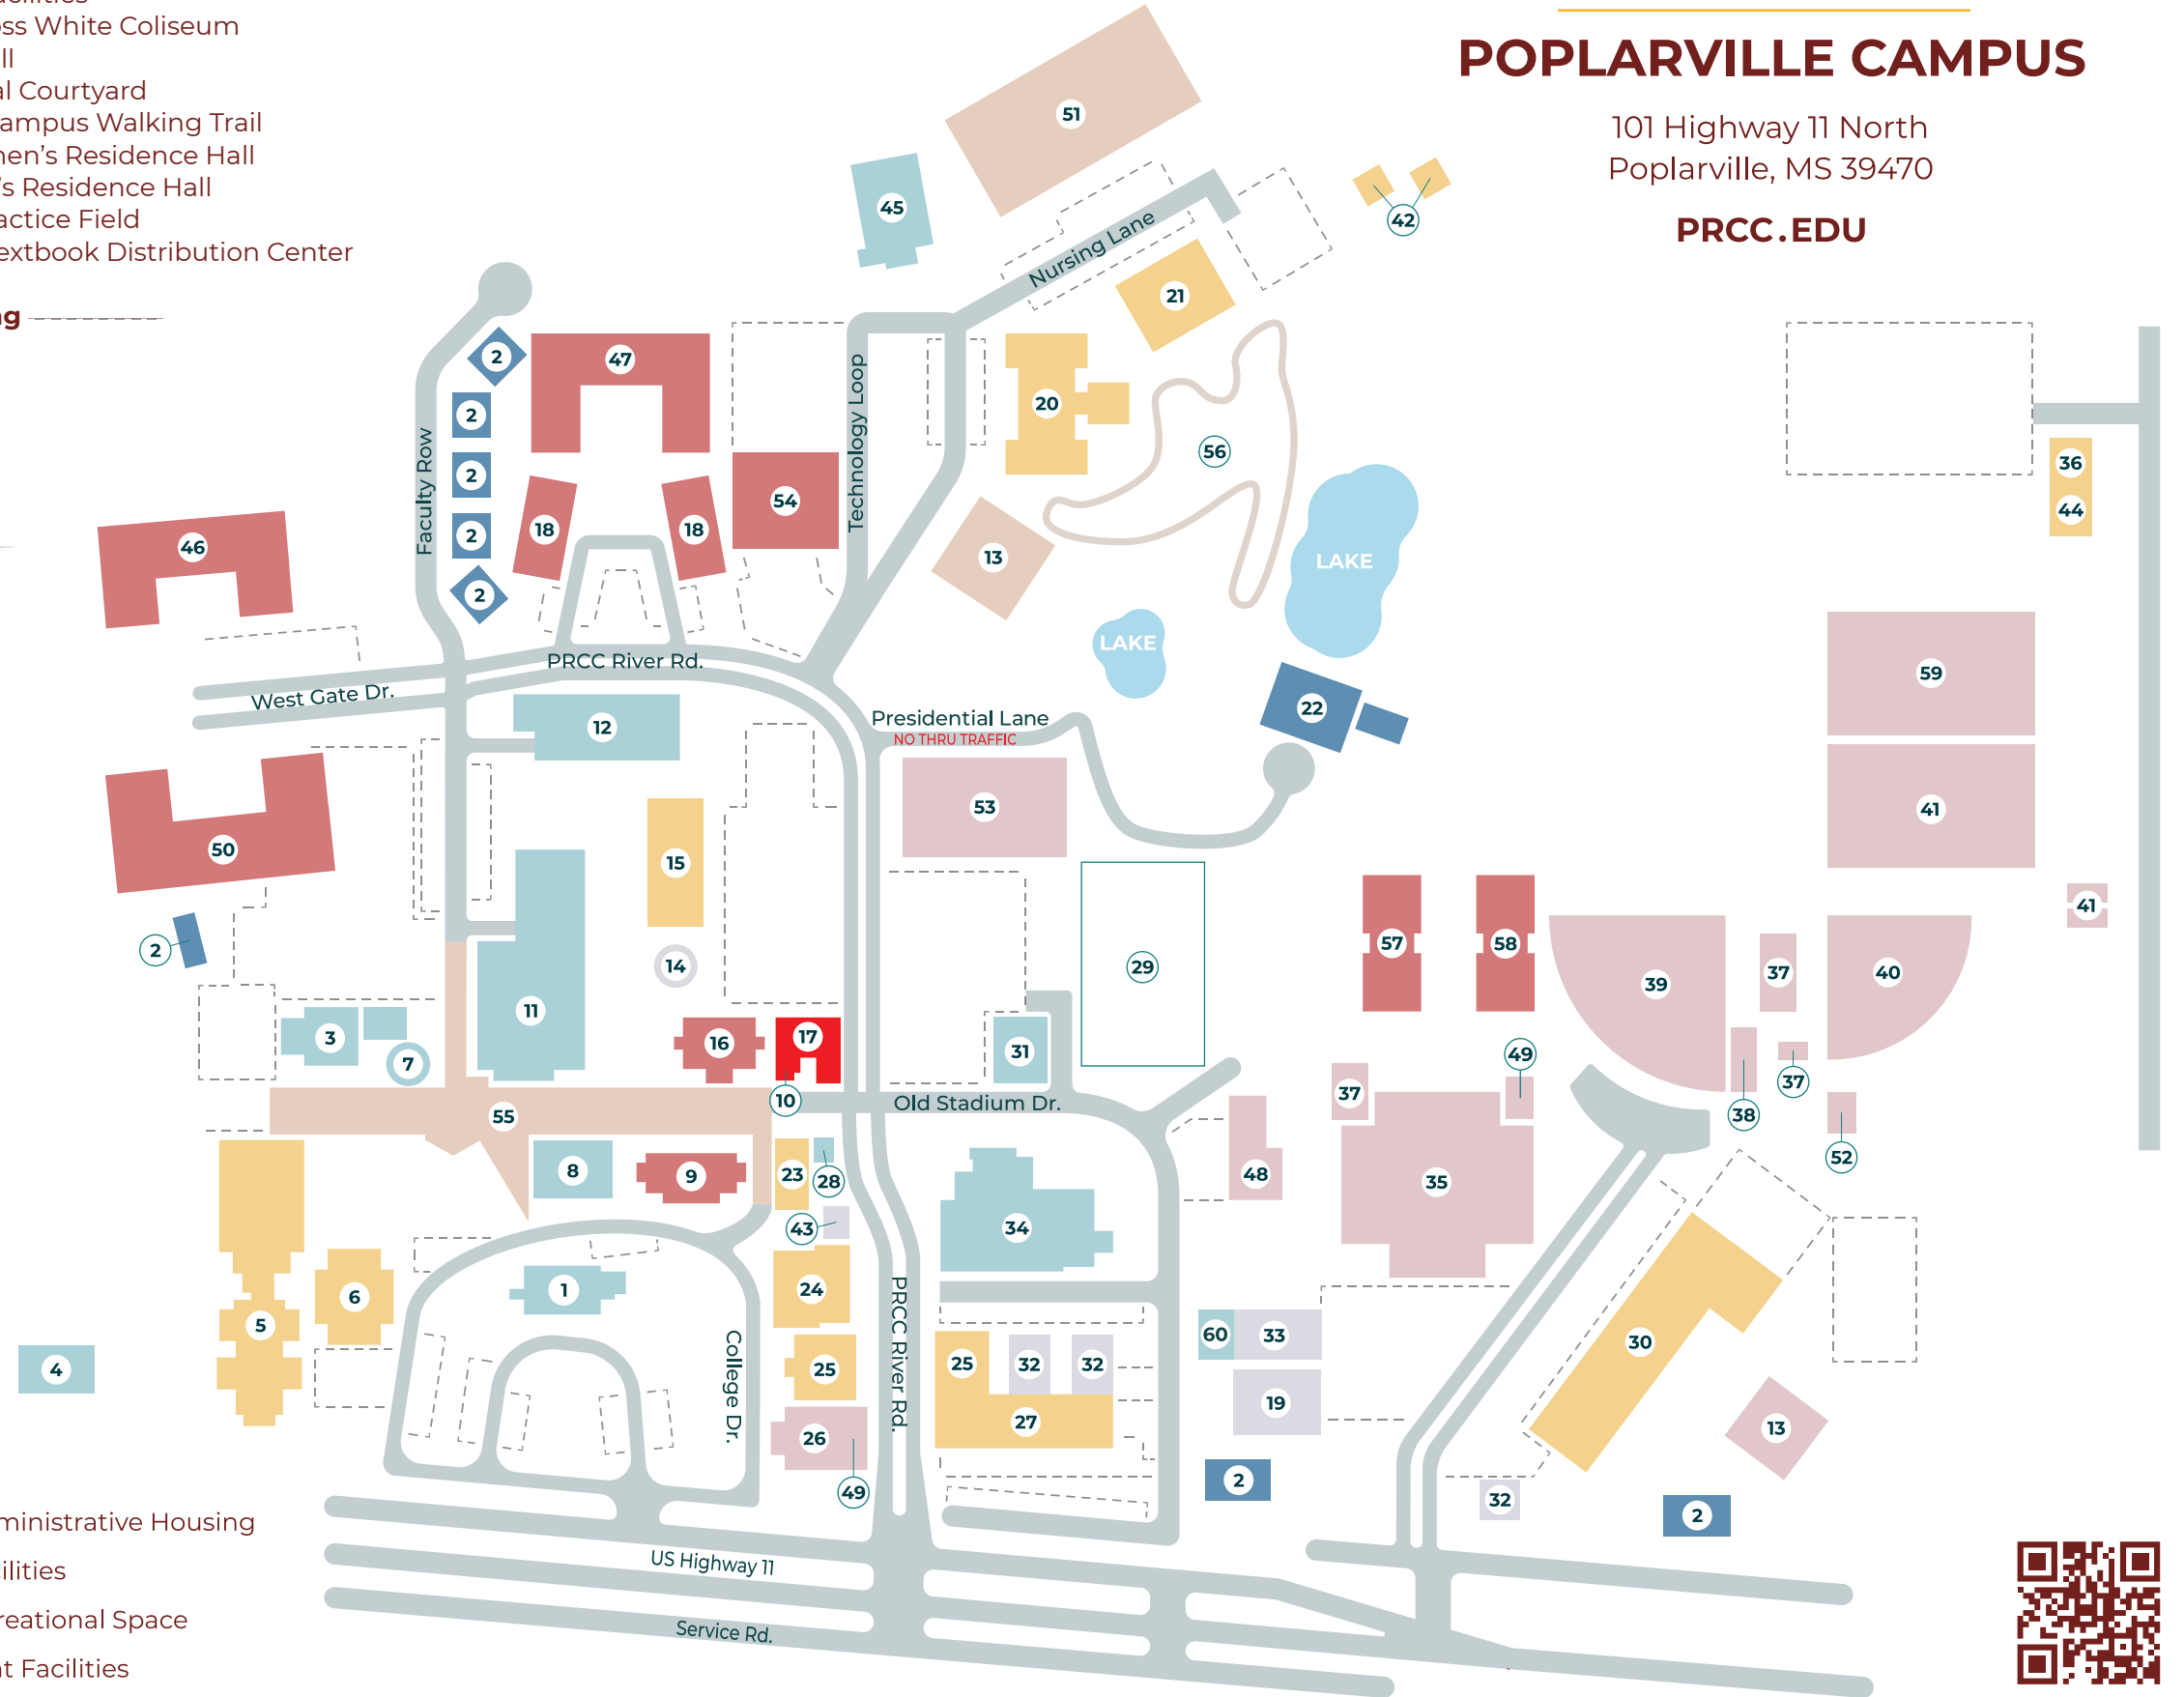 ss White Coliseum
ll
al Courtyard
ampus Walking Trail
nen's Residence Hall
's Residence Hall
actice Field
extbook Distribution Center
g
POPLARVILLE CAMPUS
101 Highway 11 North
Poplarville, MS 39470
PRCC.EDU
51
45
42
Nursing Lane
21
2
47
20
2
Technology Loop
56
36
2
Faculty Row
54
44
18
18
2
46
13
LAKE
2
LAKE
PRCC River Rd.
59
West Gate Dr.
22
12
Presidential Lane
NO THRU TRAFFIC
53
41
50
15
41
57
58
2
14
29
39
37
40
11
3
16
17
31
7
49
37
37
10
Old Stadium Dr.
38
55
52
8
9
23
28
48
35
43
34
1
24
6
5
PRCC River Rd.
College Dr.
60
33
30
4
25
25
32
32
19
27
26
13
49
2
32
2
US Highway 11
Service Rd.
ministrative Housing
ilities
reational Space
t Facilities